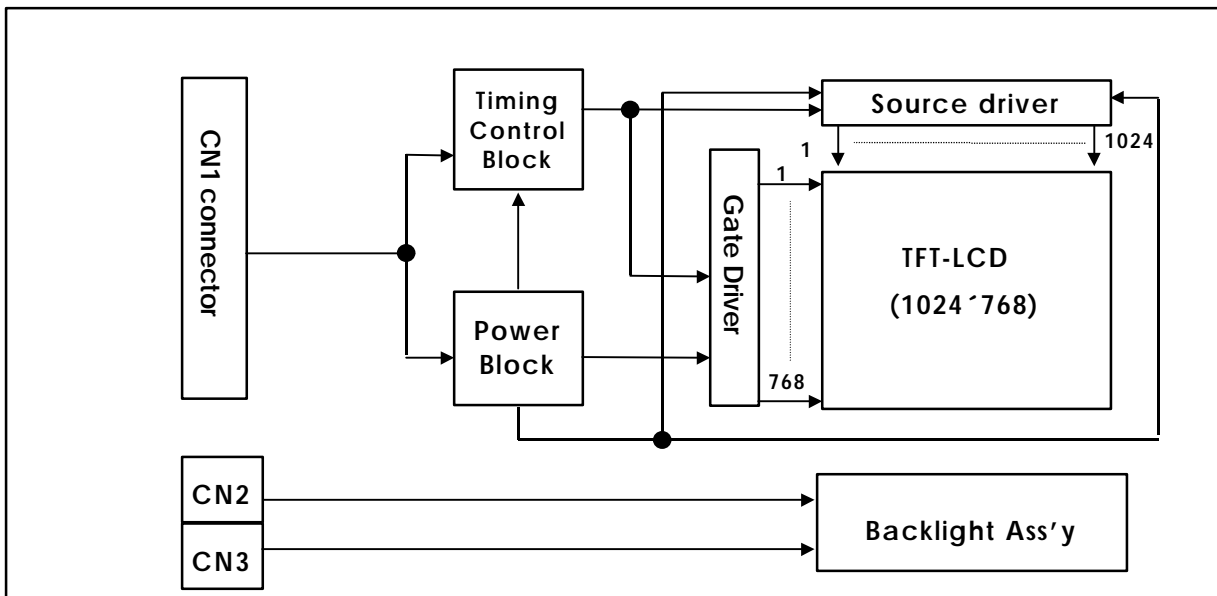 CN1 connector
Timing
Control
Block
Power
Block
Source driver
1
1024
Gate Driver
1
768
TFT-LCD
(1024´768)
CN2
CN3
Backlight Ass’y